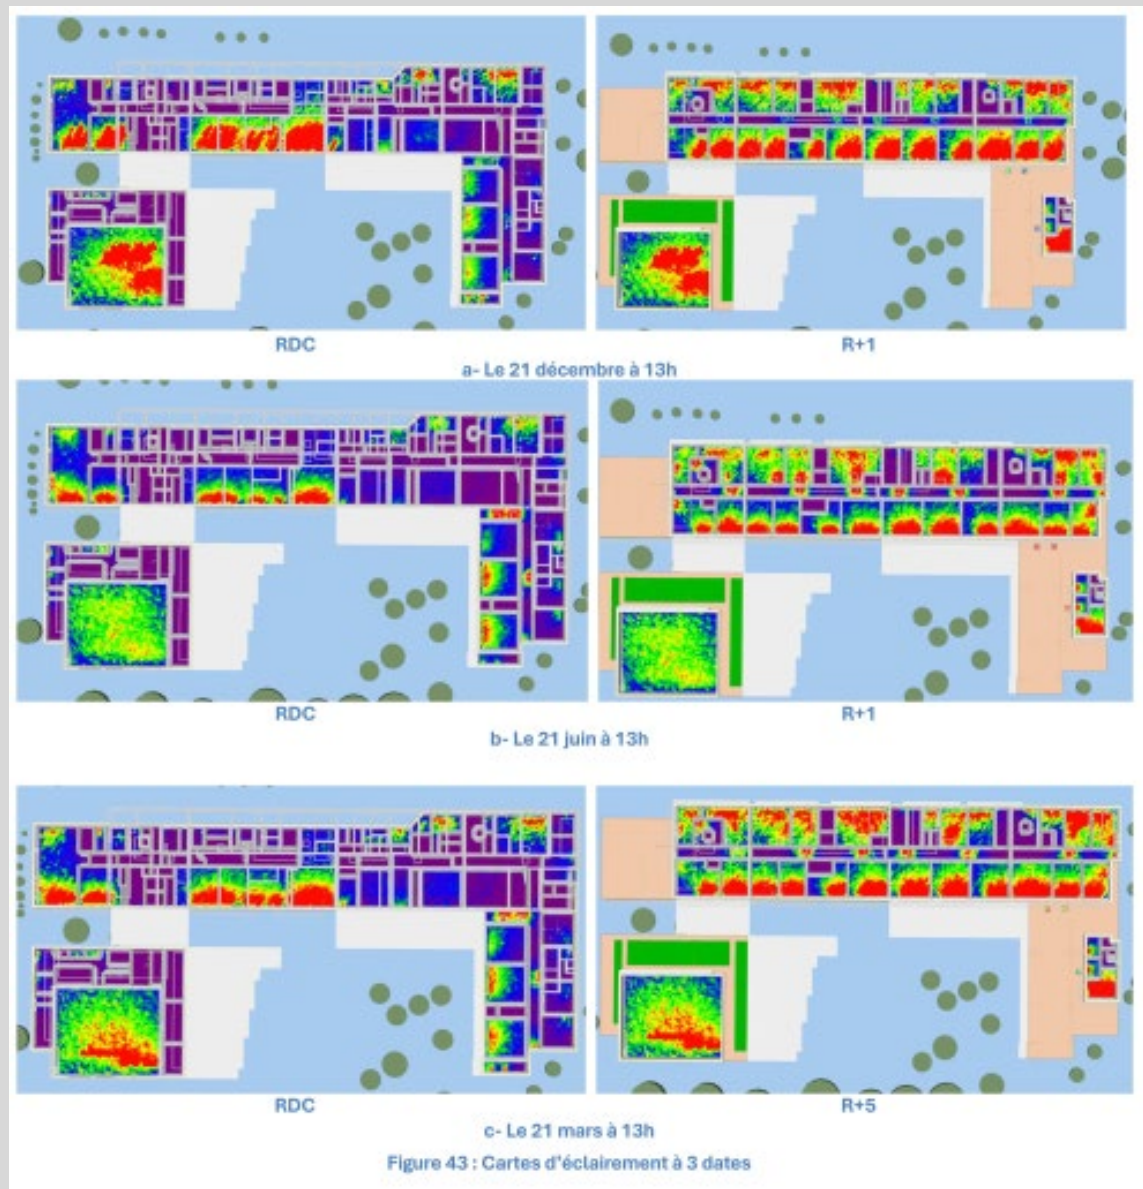 RDC
R+1
a- Le 21 décembre à 13h
RDC
R+1
b- Le 21 juin à 13h
RDC
R+5
c- Le 21 mars à 13h
Figure 43 : Cartes d'éclairement à 3 dates